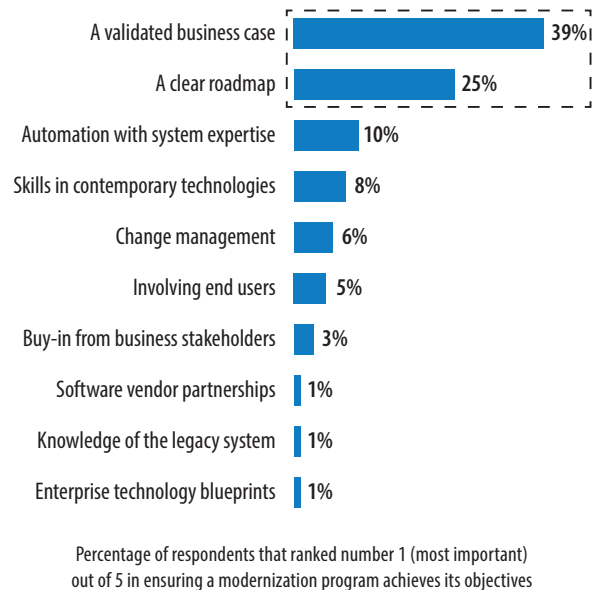 A validated business case 39%
A clear roadmap 25%
Automation with system expertise 10%
Skills in contemporary technologies 8%
Change management 6%
Involving end users 5%
Buy-in from business stakeholders 3%
Software vendor partnerships 1%
Knowledge of the legacy system 1%
Enterprise technology blueprints 1%
Percentage of respondents that ranked number 1 (most important)
out of 5 in ensuring a modernization program achieves its objectives